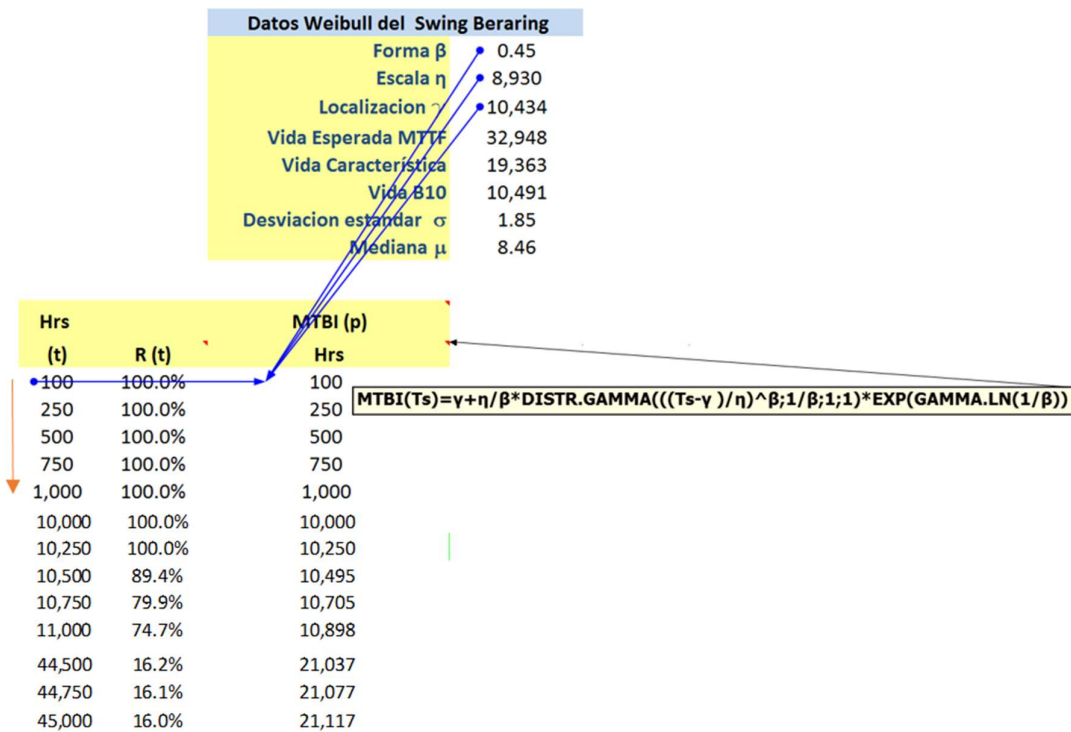 Datos Weibull del Swing Beraring
Forma β 0.45
Escala η 8,930
Localizacion γ 10,434
Vida Esperada MTTF 32,948
Vida Característica 19,363
Vida B10 10,491
Desviacion estandar σ 1.85
Mediana μ 8.46
Hrs MTBI (p)
(t) R (t) Hrs
100 100.0% 100
MTBI(Ts)=γ+η/β*DISTR.GAMMA(((Ts-γ )/η)^β;1/β;1;1)*EXP(GAMMA.LN(1/β))
250 100.0% 250
500 100.0% 500
750 100.0% 750
1,000 100.0% 1,000
10,000 100.0% 10,000
10,250 100.0% 10,250
10,500 89.4% 10,495
10,750 79.9% 10,705
11,000 74.7% 10,898
44,500 16.2% 21,037
44,750 16.1% 21,077
45,000 16.0% 21,117